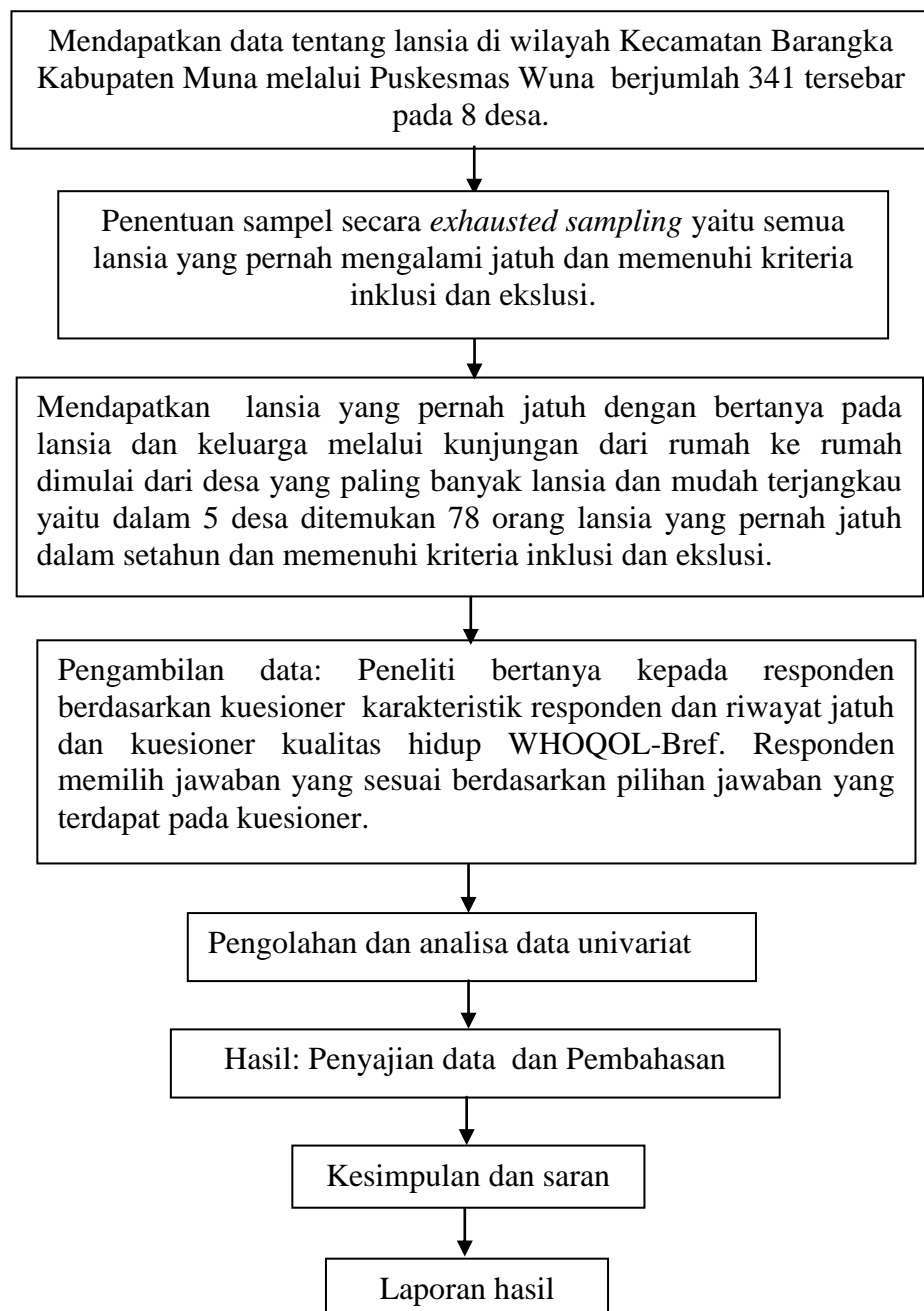 Mendapatkan data tentang lansia di wilayah Kecamatan Barangka
Kabupaten Muna melalui Puskesmas Wuna berjumlah 341 tersebar
pada 8 desa.
Penentuan sampel secara exhausted sampling yaitu semua
lansia yang pernah mengalami jatuh dan memenuhi kriteria
inklusi dan ekslusi.
Mendapatkan lansia yang pernah jatuh dengan bertanya pada
lansia dan keluarga melalui kunjungan dari rumah ke rumah
dimulai dari desa yang paling banyak lansia dan mudah terjangkau
yaitu dalam 5 desa ditemukan 78 orang lansia yang pernah jatuh
dalam setahun dan memenuhi kriteria inklusi dan ekslusi.
Pengambilan data: Peneliti bertanya kepada responden
berdasarkan kuesioner karakteristik responden dan riwayat jatuh
dan kuesioner kualitas hidup WHOQOL-Bref. Responden
memilih jawaban yang sesuai berdasarkan pilihan jawaban yang
terdapat pada kuesioner.
Pengolahan dan analisa data univariat
Hasil: Penyajian data dan Pembahasan
Kesimpulan dan saran
Laporan hasil